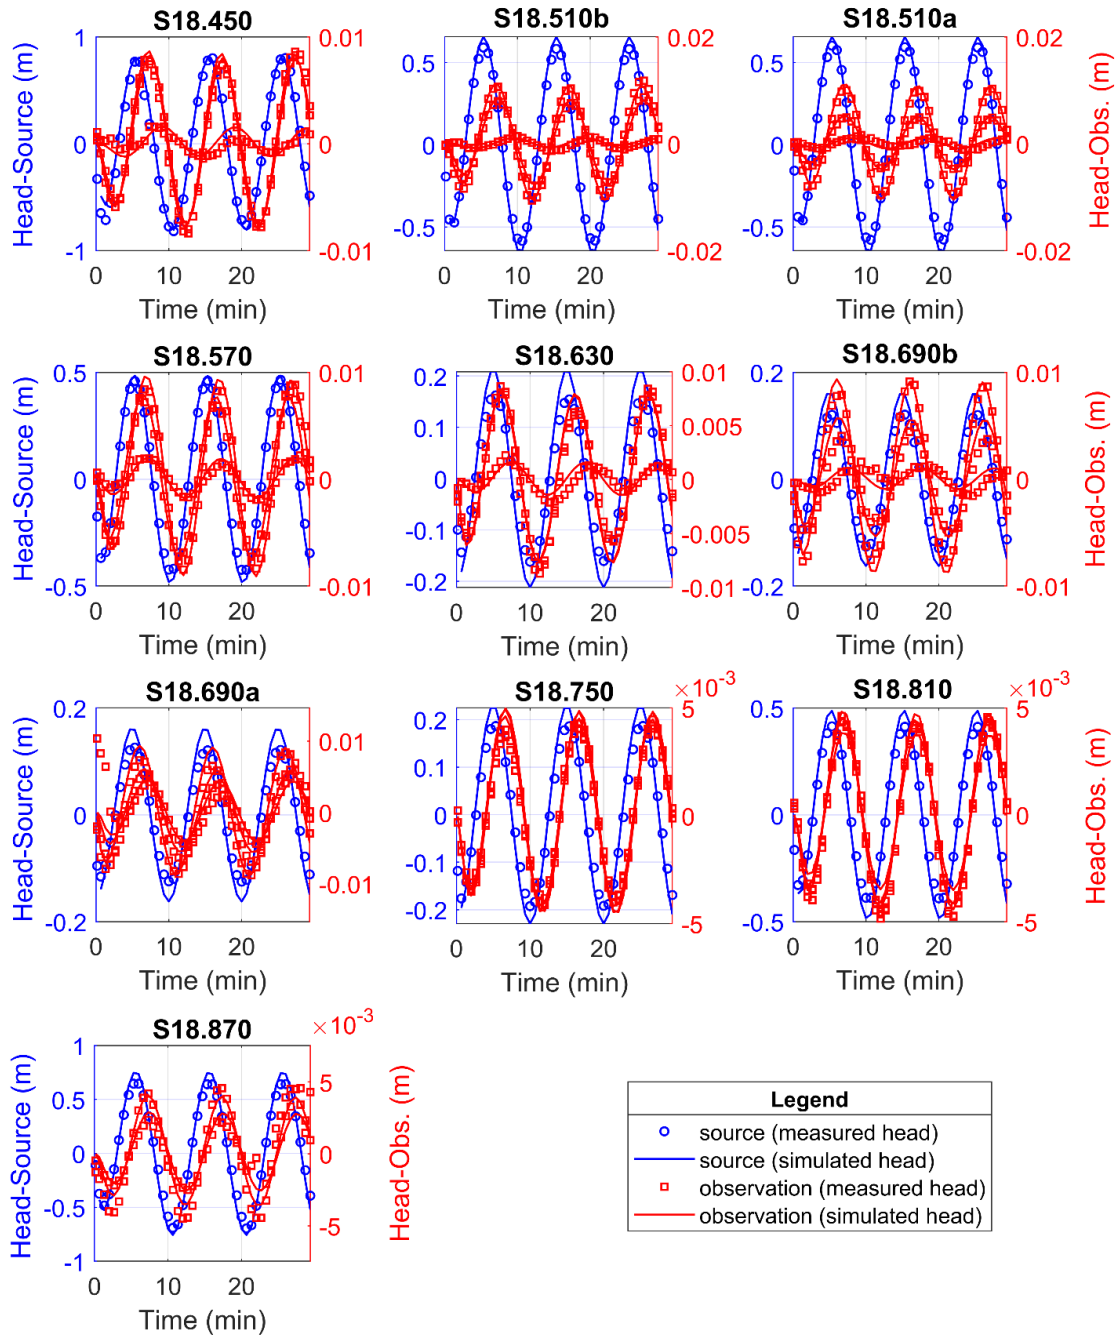 S18.450
S18.510b
S18.510a
Head-Source (m)
1
0
-1
0.01
0
-0.01
0.5
0
-0.5
0.02
0
-0.02
0.5
0
-0.5
0.02
0
-0.02
Head-Obs. (m)
0 10 20
0 10 20
0 10 20
Time (min)
Time (min)
Time (min)
S18.570
S18.630
S18.690b
Head-Source (m)
0.5
0
-0.5
0.01
0
-0.01
0.2
0.1
0
-0.1
-0.2
0.01
0.005
0
-0.005
-0.01
0.2
0
-0.2
0.01
0
-0.01
Head-Obs. (m)
0 10 20
0 10 20
0 10 20
Time (min)
Time (min)
Time (min)
S18.690a
S18.750
×10-3
S18.810
×10-3
Head-Source (m)
0.2
0
-0.2
0.01
0
-0.01
0.2
0.1
0
-0.1
-0.2
5
0
-5
0.5
0
-0.5
5
0
-5
Head-Obs. (m)
0 10 20
0 10 20
0 10 20
Time (min)
Time (min)
Time (min)
S18.870
×10-3
Head-Source (m)
1
0.5
0
-0.5
-1
5
0
-5
Head-Obs. (m)
0 10 20
Time (min)
Legend
source (measured head)
source (simulated head)
observation (measured head)
observation (simulated head)